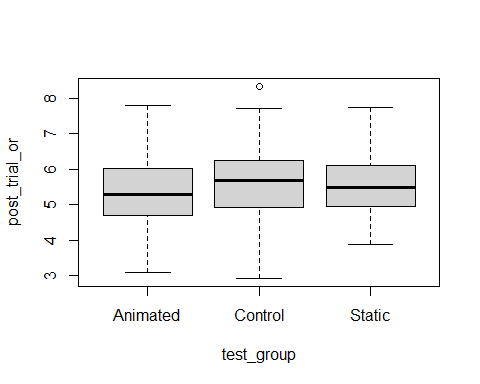 post_trial_or
8
7
6
5
4
3
Animated Control Static
test_group